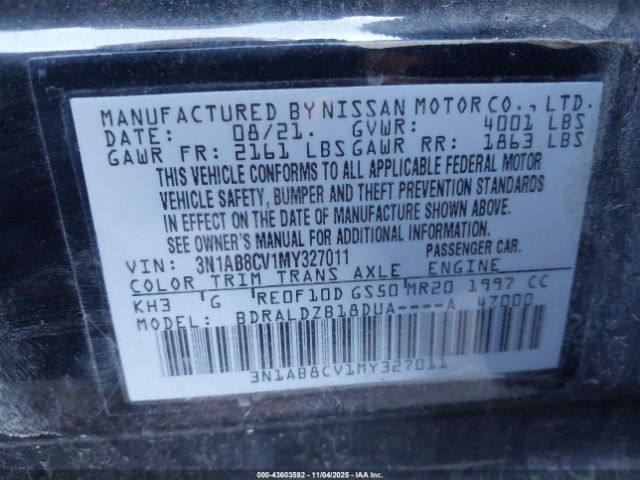 MANUFACTURED BY NISSAN MOTOR CO., LTD.
DATE: 08/21. GVWR: 4001 LBS
GAWR FR: 2161 LBS GAWR RR: 1863 LBS
THIS VEHICLE CONFORMS TO ALL APPLICABLE FEDERAL MOTOR
VEHICLE SAFETY, BUMPER AND THEFT PREVENTION STANDARDS
IN EFFECT ON THE DATE OF MANUFACTURE SHOWN ABOVE.
SEE OWNER'S MANUAL FOR ADDITIONAL INFORMATION.
VIN: 3N1AB8CV1MY327011 PASSENGER CAR.
COLOR TRIM TRANS AXLE ENGINE
KH3 G RE0F10D GS50 MR20 1997 CC
MODEL: BDRALDZB18DUA----A 47000
3N1AB8CV1MY327011
000-43603592 - 11/04/2025 - IAAI.COM